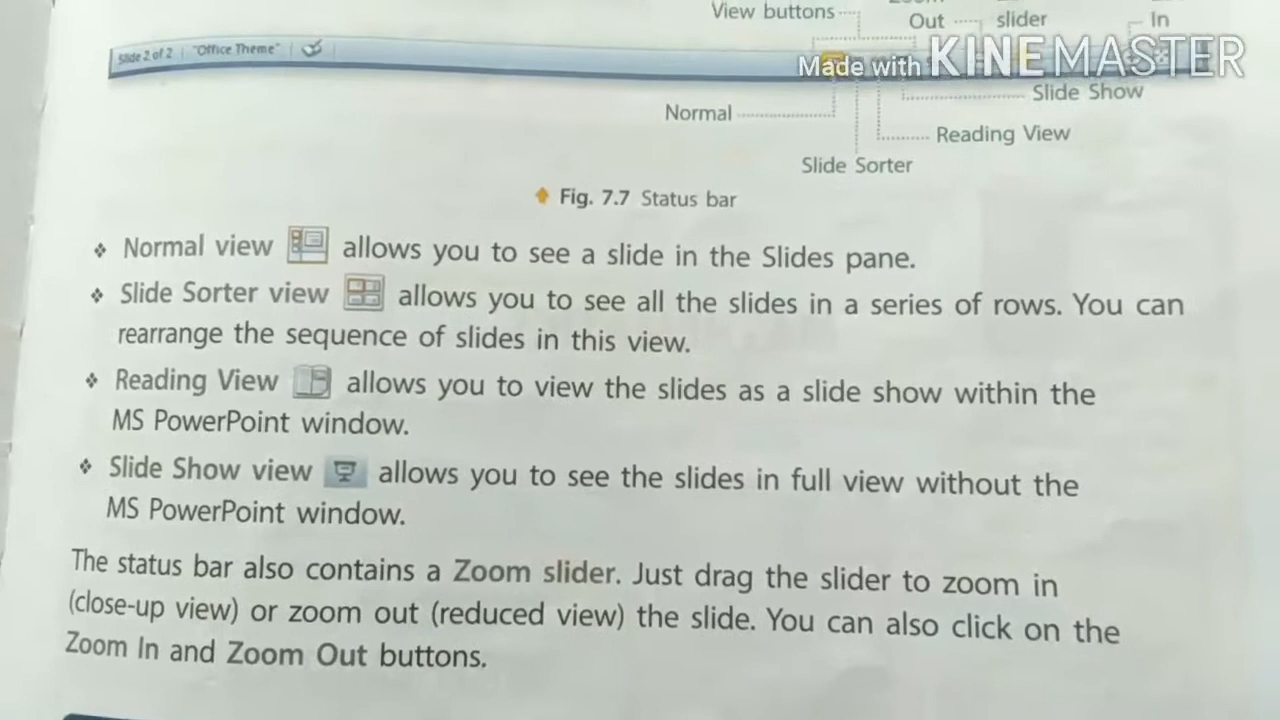 View buttons
Out slider In
Slide 2 of 2 "Office Theme"
Made with KINEMASTER
Slide Show
Normal
Reading View
Slide Sorter
Fig. 7.7 Status bar
❖ Normal view allows you to see a slide in the Slides pane.
❖ Slide Sorter view allows you to see all the slides in a series of rows. You can
rearrange the sequence of slides in this view.
❖ Reading View allows you to view the slides as a slide show within the
MS PowerPoint window.
❖ Slide Show view allows you to see the slides in full view without the
MS PowerPoint window.
The status bar also contains a Zoom slider. Just drag the slider to zoom in
(close-up view) or zoom out (reduced view) the slide. You can also click on the
Zoom In and Zoom Out buttons.